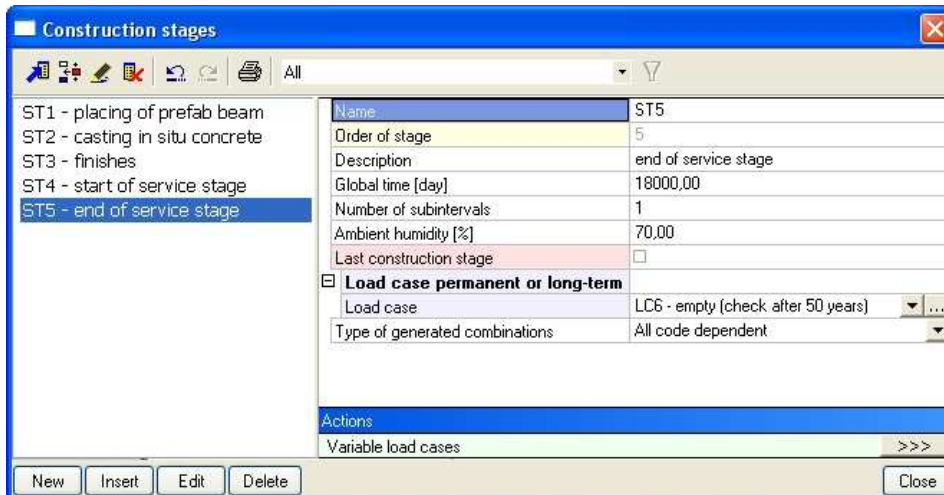 Construction stages
All
ST1 - placing of prefab beam
ST2 - casting in situ concrete
ST3 - finishes
ST4 - start of service stage
ST5 - end of service stage
Name ST5
Order of stage 5
Description end of service stage
Global time [day] 18000,00
Number of subintervals 1
Ambient humidity [%] 70,00
Last construction stage
Load case permanent or long-term
Load case LC6 - empty (check after 50 years) ...
Type of generated combinations All code dependent
Actions
Variable load cases >>>
New Insert Edit Delete Close